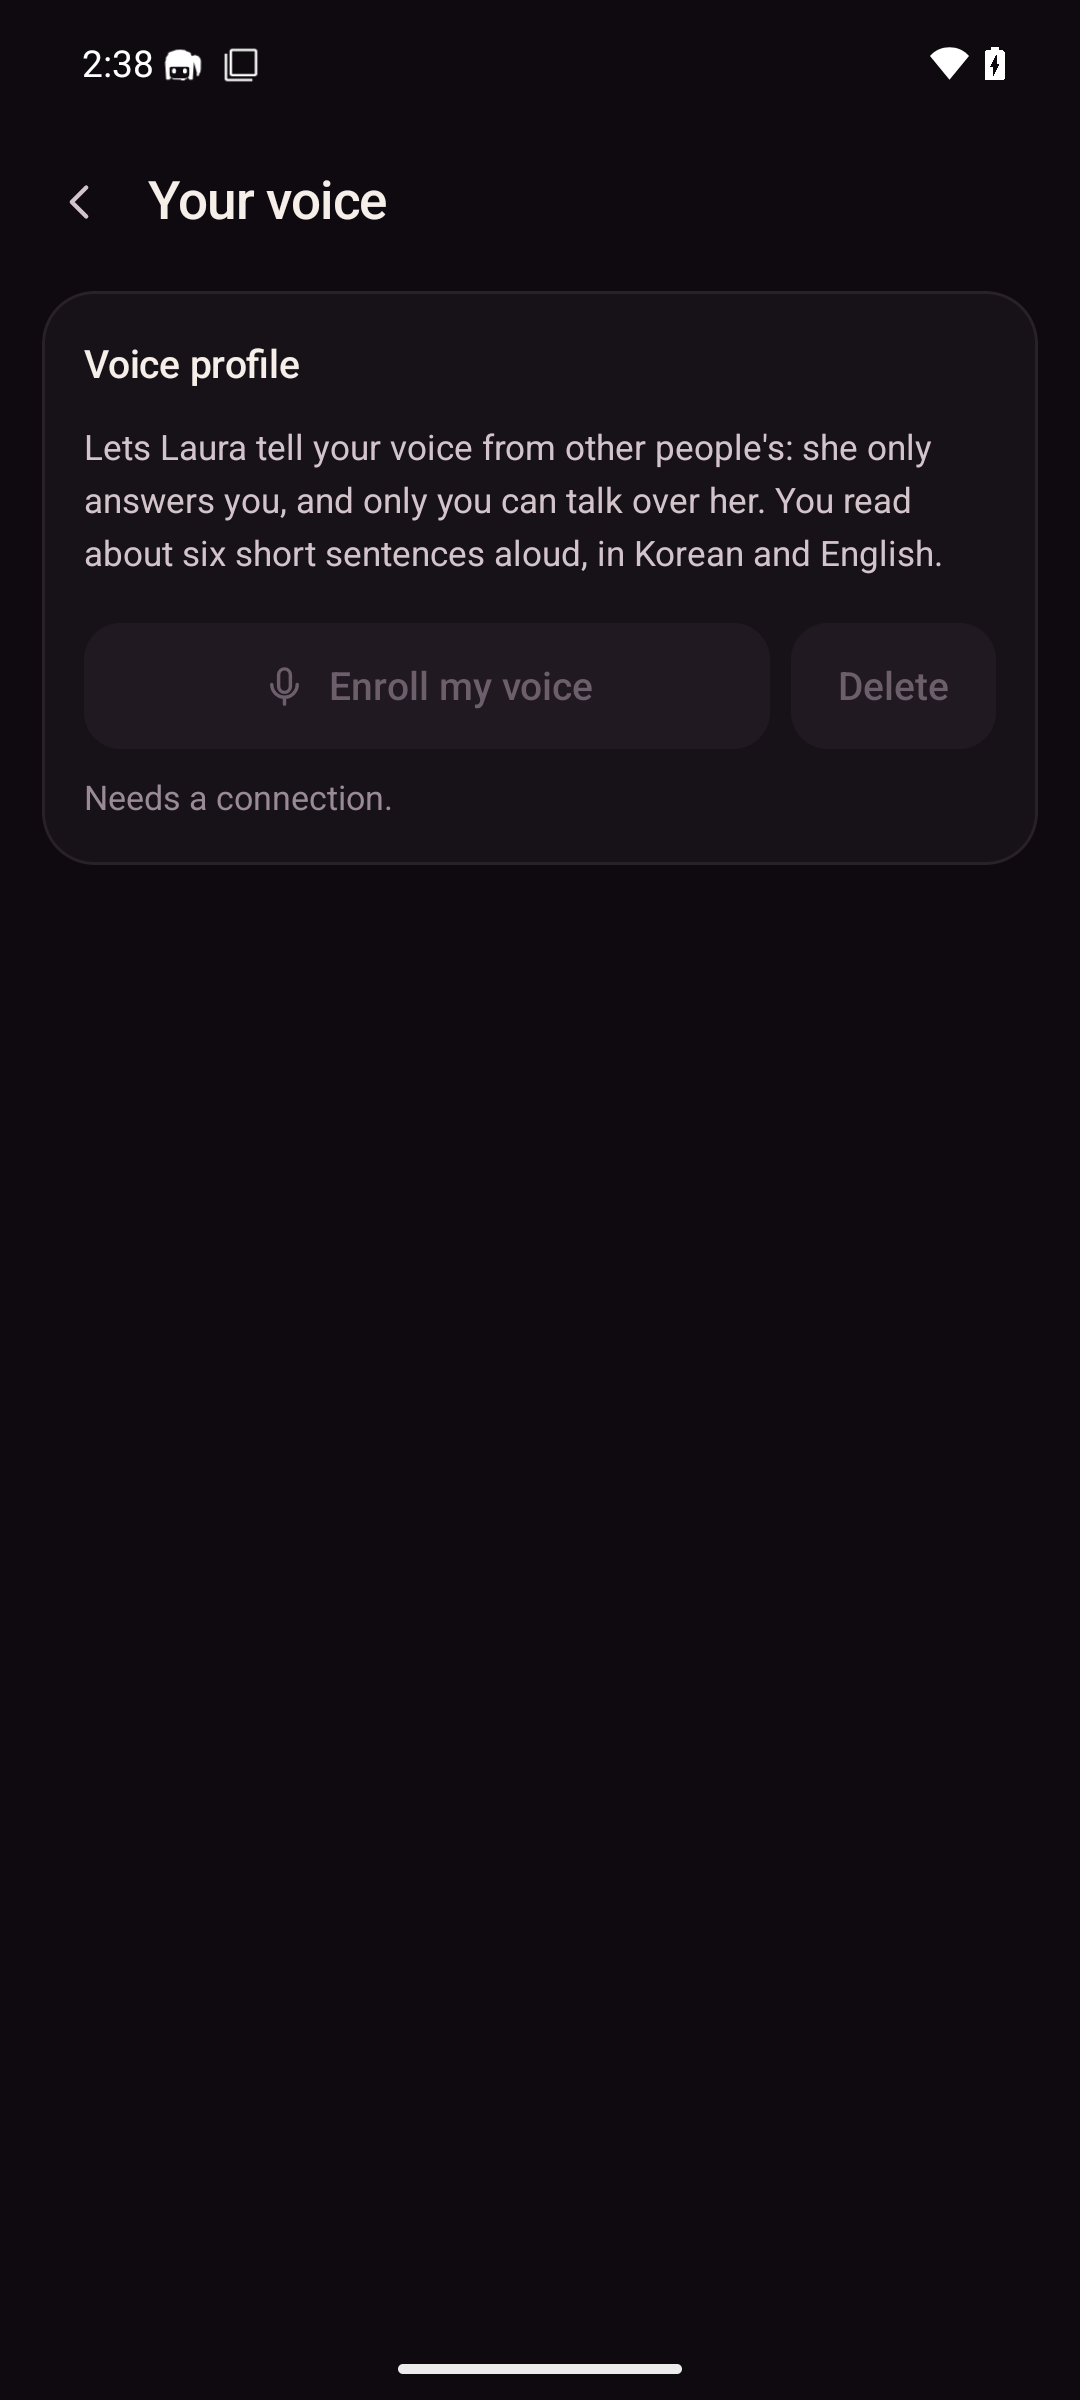 2:38
Your voice
Voice profile
Lets Laura tell your voice from other people's: she only
answers you, and only you can talk over her. You read
about six short sentences aloud, in Korean and English.
Enroll my voice
Delete
Needs a connection.